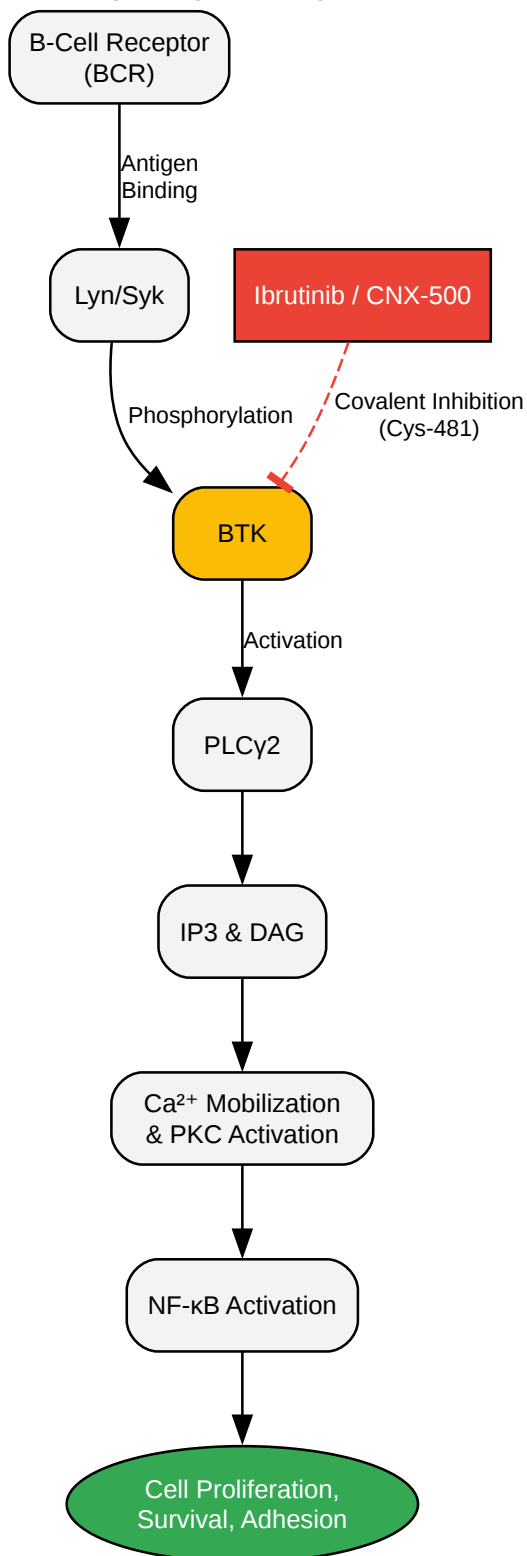 B-Cell Receptor
(BCR)
Antigen
Binding
Lyn/Syk
Ibrutinib / CNX-500
Phosphorylation
Covalent Inhibition
(Cys-481)
BTK
Activation
PLCγ2
IP3 & DAG
Ca²⁺ Mobilization
& PKC Activation
NF-κB Activation
Cell Proliferation,
Survival, Adhesion